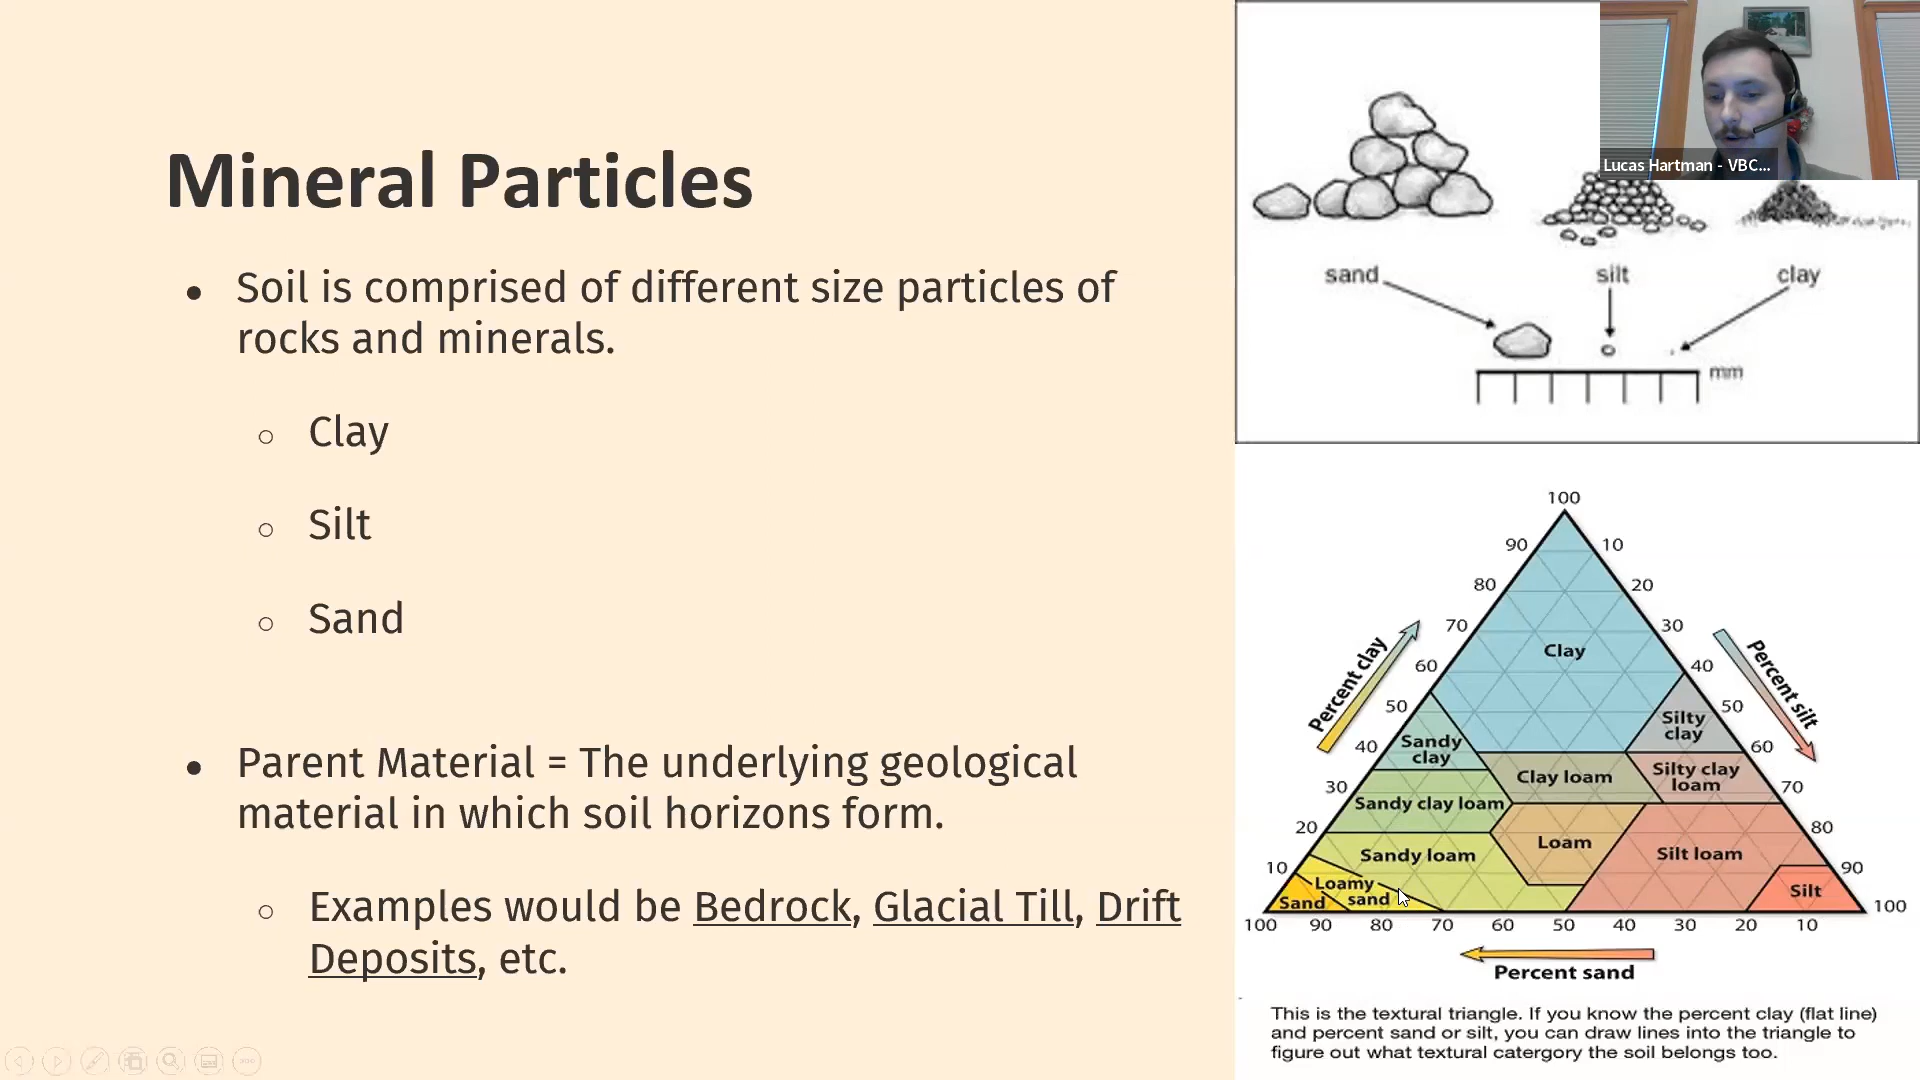 Mineral Particles
● Soil is comprised of different size particles of
rocks and minerals.
○ Clay
○ Silt
○ Sand
● Parent Material = The underlying geological
material in which soil horizons form.
○ Examples would be Bedrock, Glacial Till, Drift
Deposits, etc.
Lucas Hartman - VBC...
sand
silt
clay
mm
100
90
10
80
20
70
30
60
40
50
50
40
60
30
70
20
80
10
90
100
Percent clay
Percent silt
Clay
Silty
clay
Sandy
clay
Clay loam
Silty clay
loam
Sandy clay loam
Loam
Sandy loam
Silt loam
Loamy
sand
Sand
Silt
100 90 80 70 60 50 40 30 20 10
Percent sand
This is the textural triangle. If you know the percent clay (flat line)
and percent sand or silt, you can draw lines into the triangle to
figure out what textural catergory the soil belongs too.